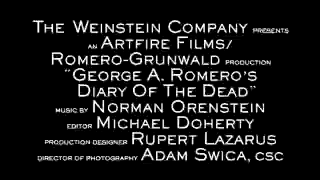 THE WEINSTEIN COMPANY PRESENTS
AN ARTFIRE FILMS/
ROMERO-GRUNWALD PRODUCTION
"GEORGE A. ROMERO'S
DIARY OF THE DEAD"
MUSIC BY NORMAN ORENSTEIN
EDITOR MICHAEL DOHERTY
PRODUCTION DESIGNER RUPERT LAZARUS
DIRECTOR OF PHOTOGRAPHY ADAM SWICA, CSC